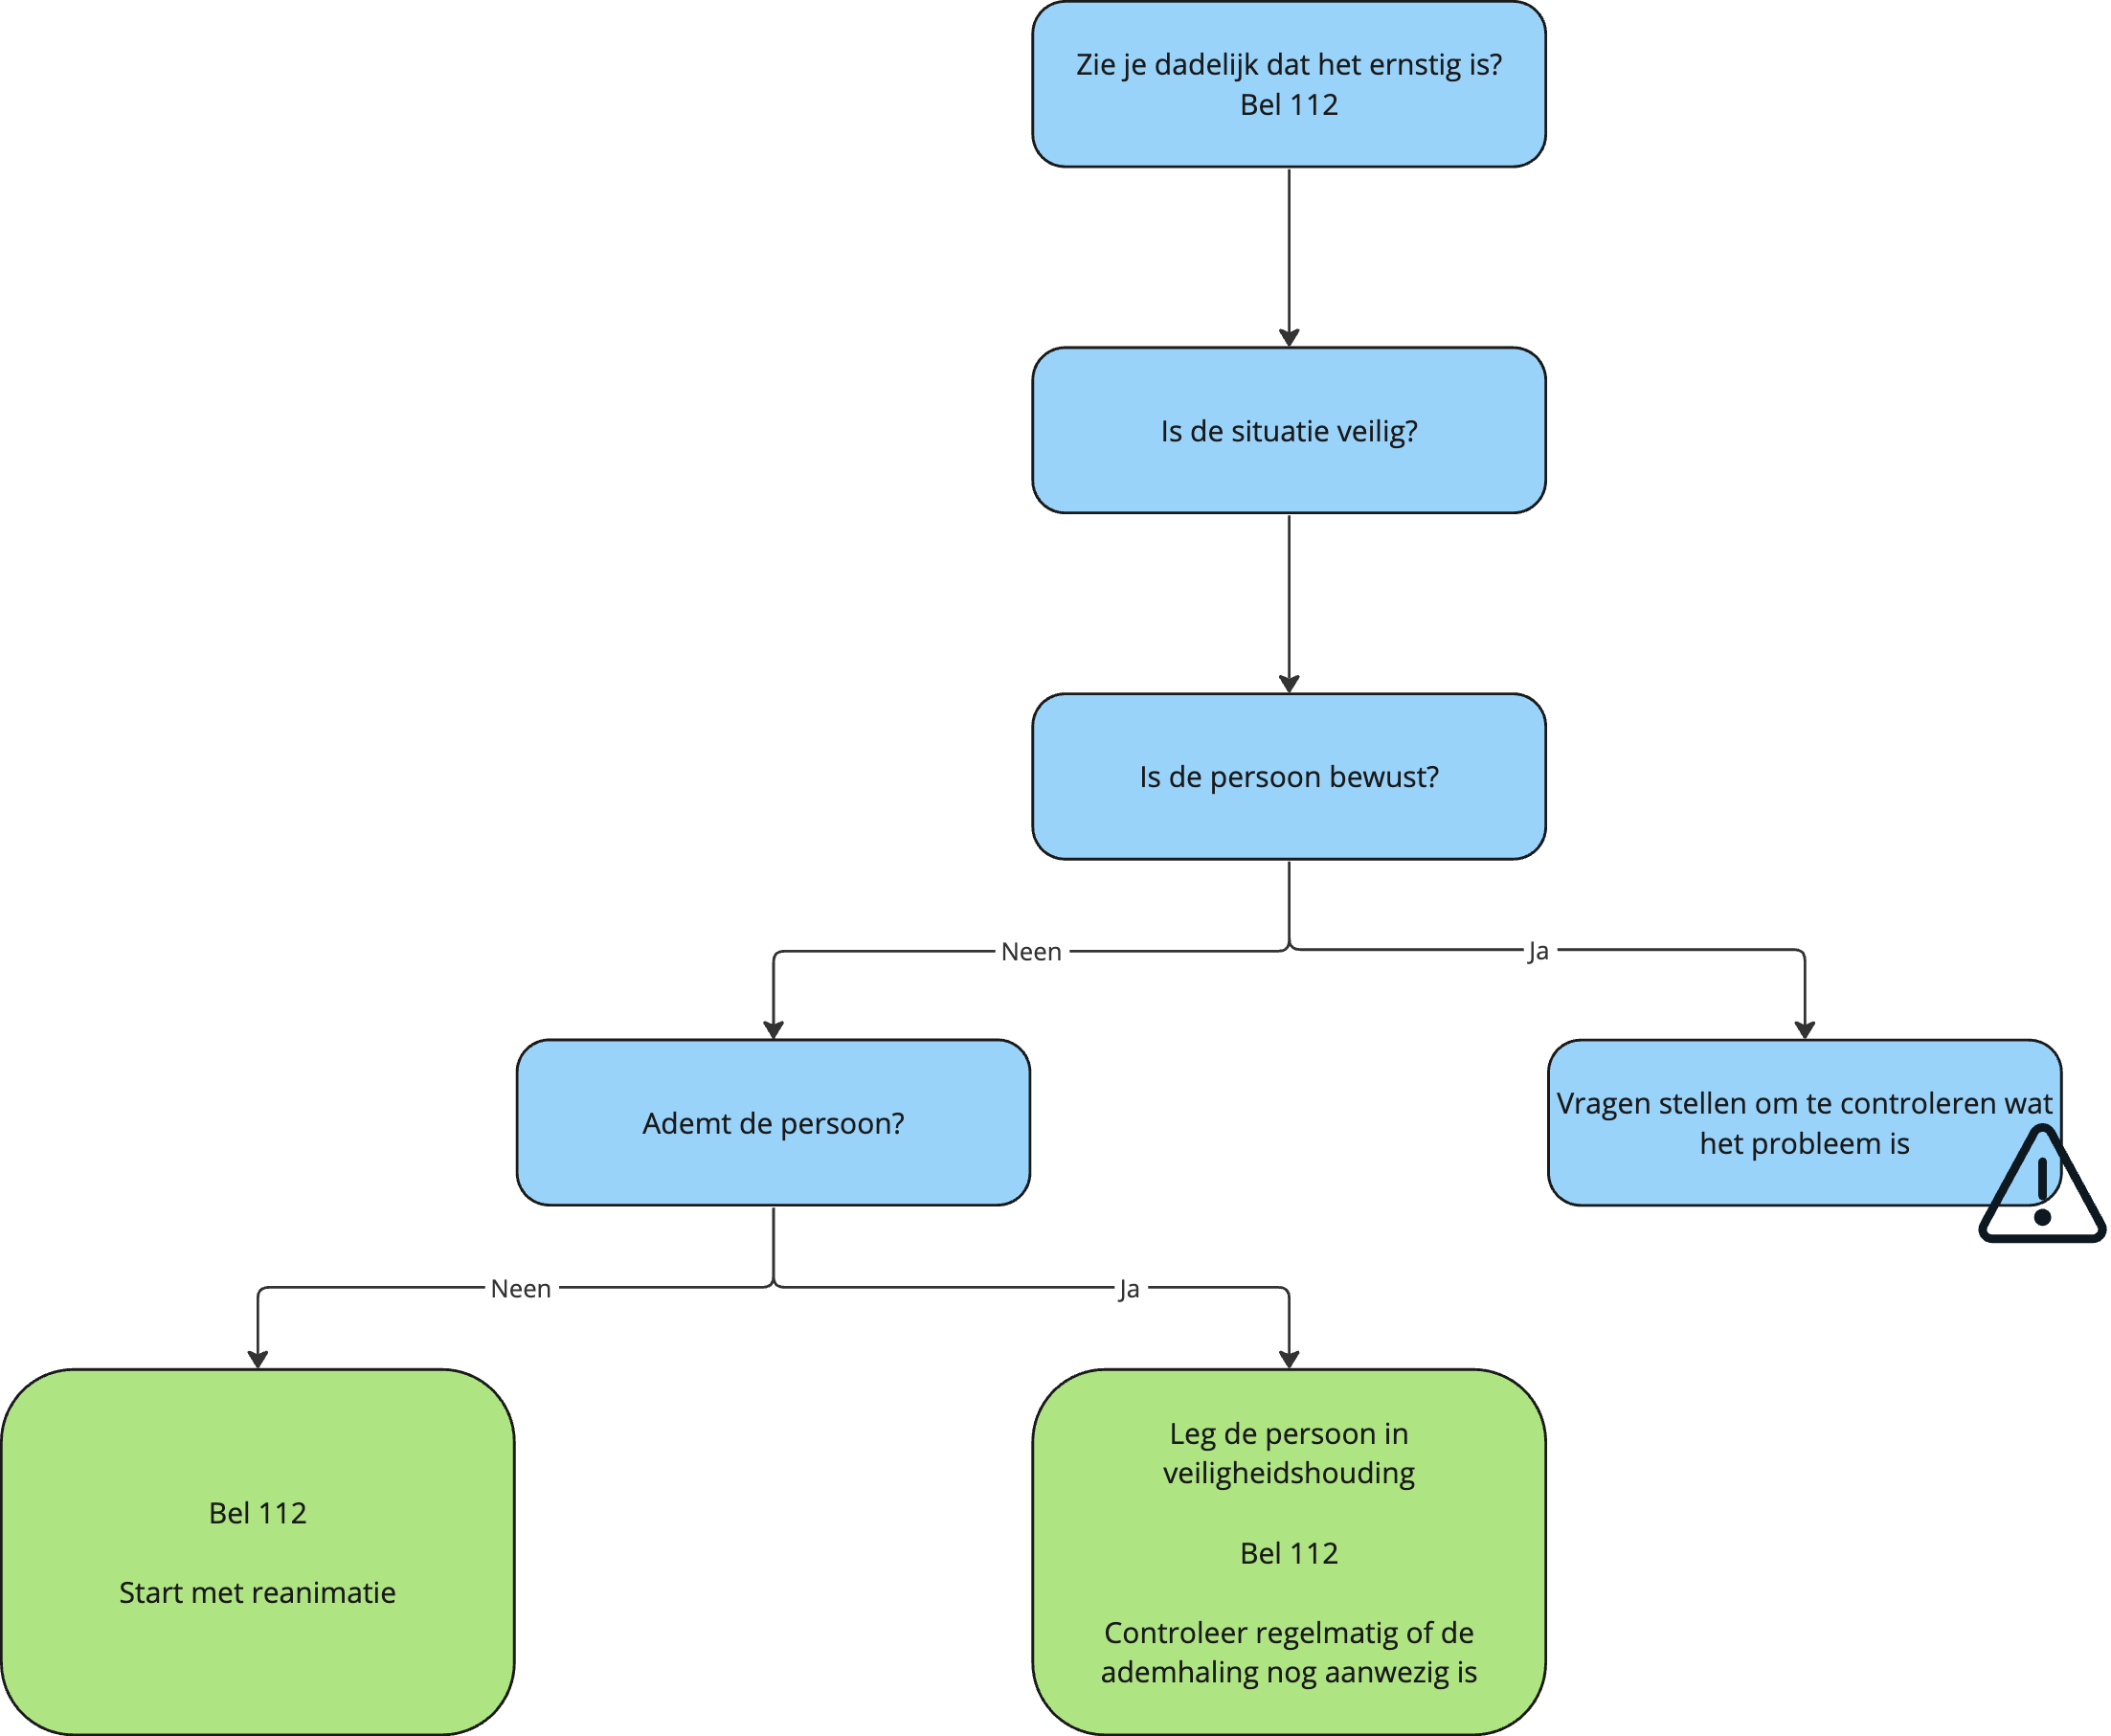 Zie je dadelijk dat het ernstig is?
Bel 112
Is de situatie veilig?
Is de persoon bewust?
Neen
Ja
Ademt de persoon?
Vragen stellen om te controleren wat
het probleem is
Neen
Ja
Bel 112
Start met reanimatie
Leg de persoon in
veiligheidshouding
Bel 112
Controleer regelmatig of de
ademhaling nog aanwezig is